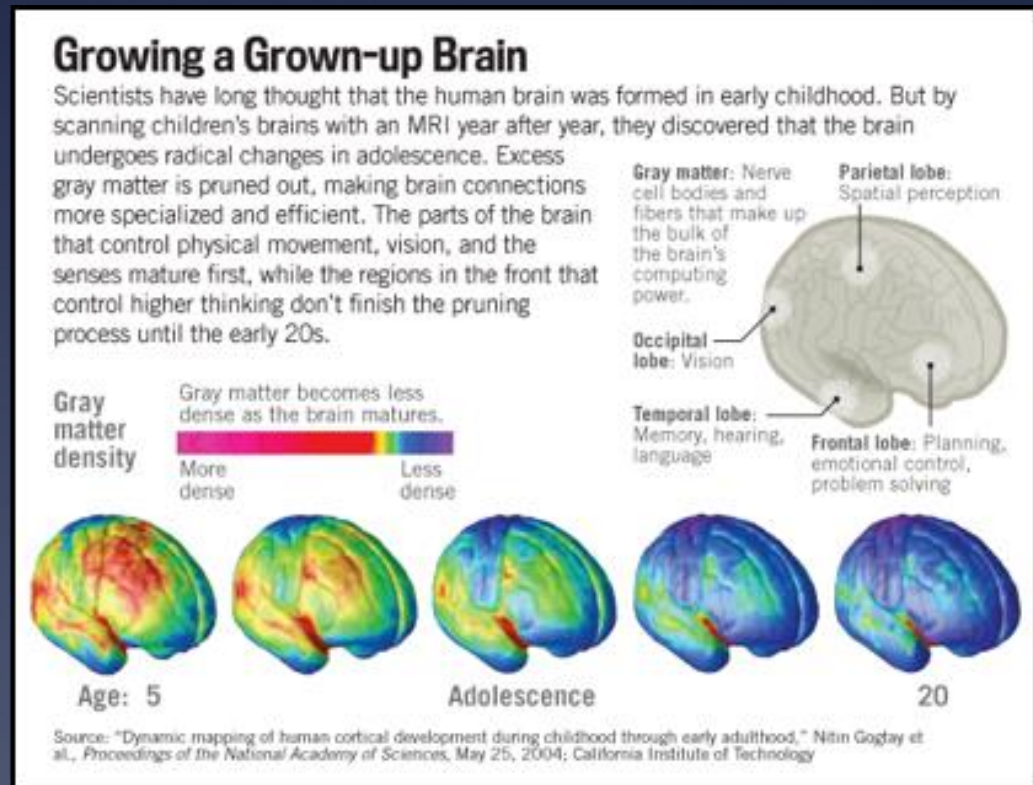 Growing a Grown-up Brain
Scientists have long thought that the human brain was formed in early childhood. But by
scanning children's brains with an MRI year after year, they discovered that the brain
undergoes radical changes in adolescence. Excess
gray matter is pruned out, making brain connections
more specialized and efficient. The parts of the brain
that control physical movement, vision, and the
senses mature first, while the regions in the front that
control higher thinking don't finish the pruning
process until the early 20s.
Gray matter: Nerve
cell bodies and
fibers that make up
the bulk of
the brain's
computing
power.
Parietal lobe:
Spatial perception
Occipital
lobe: Vision
Temporal lobe:
Memory, hearing,
language
Frontal lobe: Planning,
emotional control,
problem solving
Gray
matter
density
Gray matter becomes less
dense as the brain matures.
More
dense
Less
dense
Age: 5
Adolescence
20
Source: "Dynamic mapping of human cortical development during childhood through early adulthood," Nitin Gogtay et
al., Proceedings of the National Academy of Sciences, May 25, 2004; California Institute of Technology